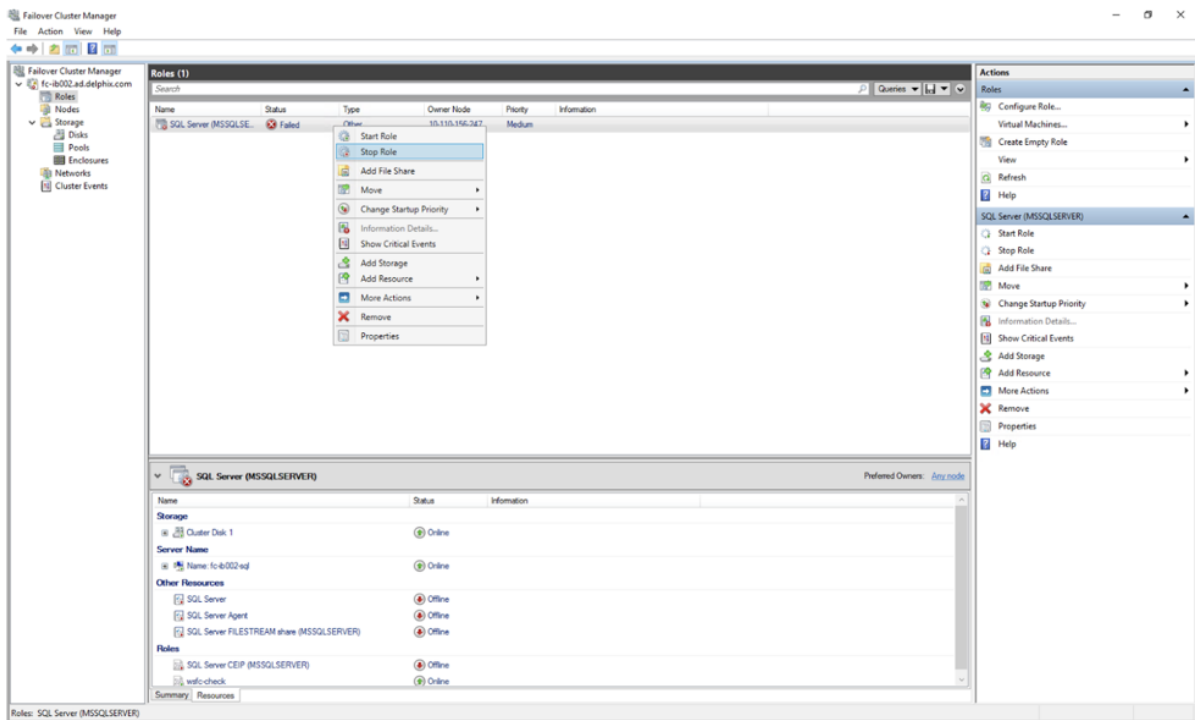 Failover Cluster Manager
File Action View Help
Failover Cluster Manager
fc-ib002.ad.delphix.com
Roles
Nodes
Storage
Disks
Pools
Enclosures
Networks
Cluster Events
Roles (1)
Search
Queries
Name Status Type Owner Node Priority Information
SQL Server (MSSQLSE... Failed Other 10-110-156-247 Medium
Start Role
Stop Role
Add File Share
Move
Change Startup Priority
Information Details...
Show Critical Events
Add Storage
Add Resource
More Actions
Remove
Properties
SQL Server (MSSQLSERVER)
Preferred Owners: Any node
Name Status Information
Storage
Cluster Disk 1 Online
Server Name
Name: fc-ib002-sql Online
Other Resources
SQL Server Offline
SQL Server Agent Offline
SQL Server FILESTREAM share (MSSQLSERVER) Offline
Roles
SQL Server CEIP (MSSQLSERVER) Offline
wsfc-check Online
Summary Resources
Actions
Roles
Configure Role...
Virtual Machines...
Create Empty Role
View
Refresh
Help
SQL Server (MSSQLSERVER)
Start Role
Stop Role
Add File Share
Move
Change Startup Priority
Information Details...
Show Critical Events
Add Storage
Add Resource
More Actions
Remove
Properties
Help
Roles: SQL Server (MSSQLSERVER)